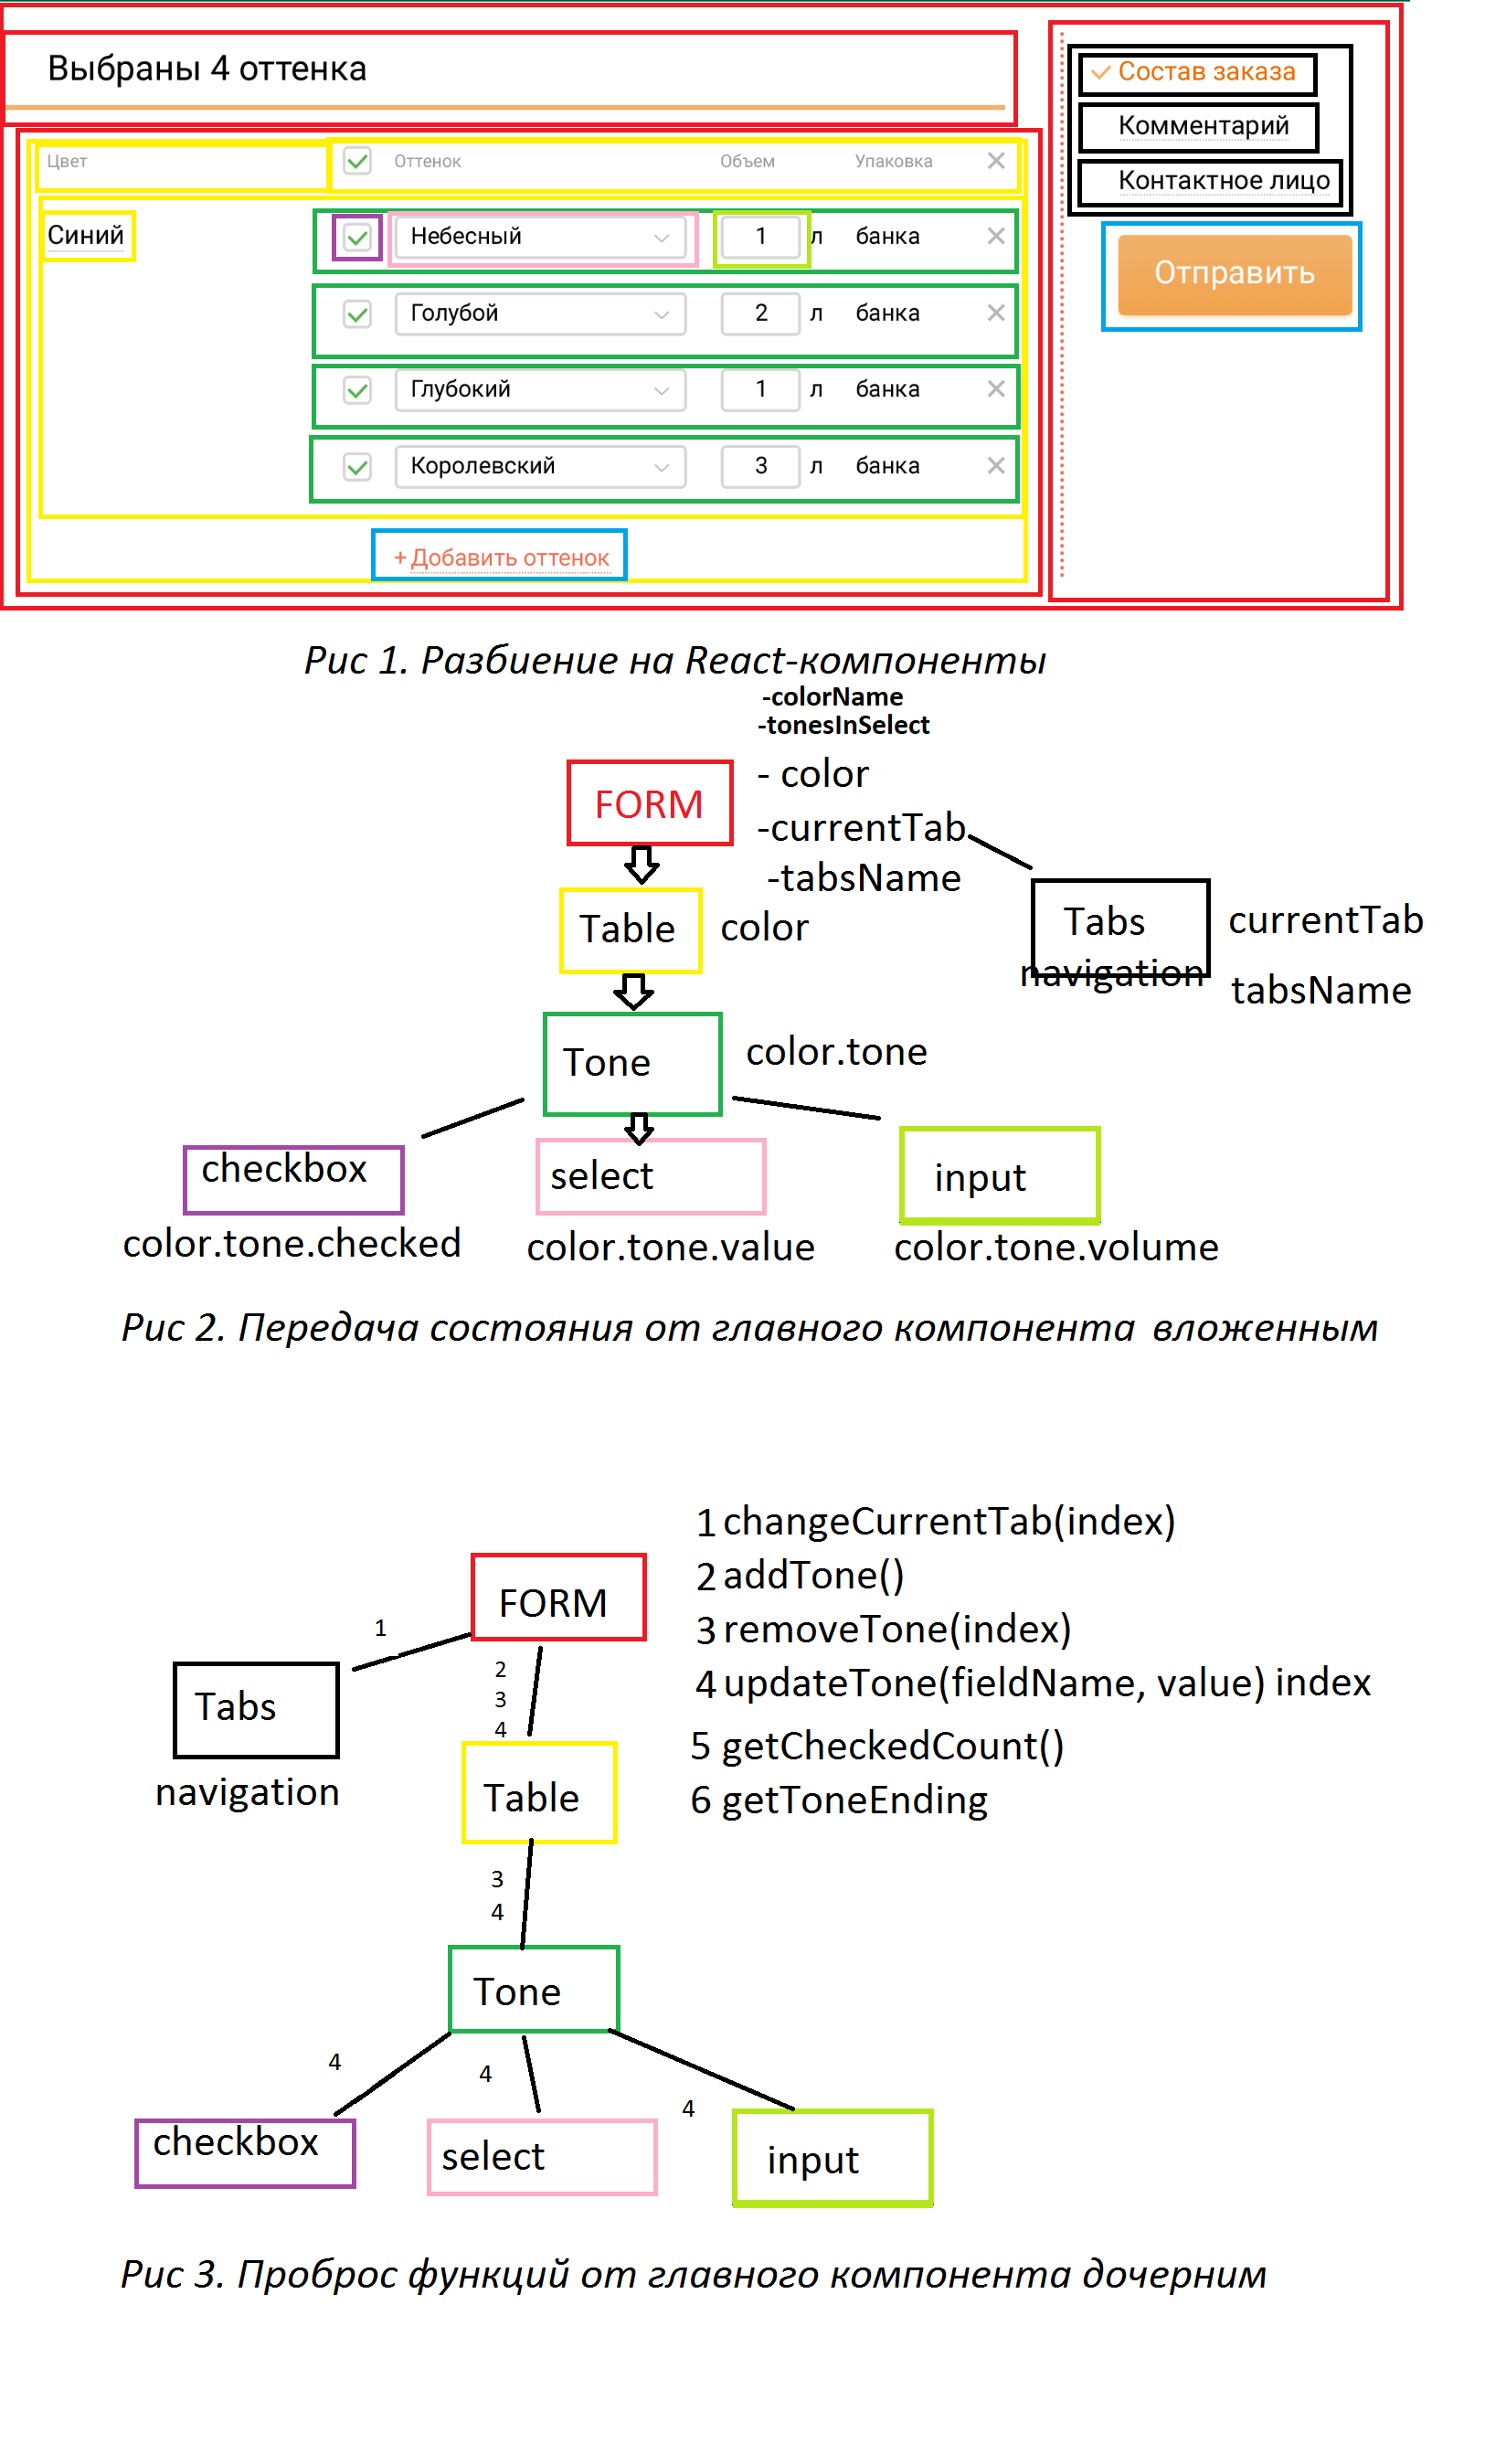 Выбраны 4 оттенка
Состав заказа
Комментарий
Контактное лицо
Отправить
Цвет Оттенок Объем Упаковка
Синий Небесный 1 л банка
Голубой 2 л банка
Глубокий 1 л банка
Королевский 3 л банка
+ Добавить оттенок
Рис 1. Разбиение на React-компоненты
-colorName
-tonesInSelect
FORM - color
-currentTab
-tabsName
Table color
Tabs navigation currentTab
tabsName
Tone color.tone
checkbox select input
color.tone.checked color.tone.value color.tone.volume
Рис 2. Передача состояния от главного компонента вложенным
1 changeCurrentTab(index)
2 addTone()
3 removeTone(index)
4 updateTone(fieldName, value) index
5 getCheckedCount()
6 getToneEnding
FORM
1
2
3
4
Tabs
navigation
Table
3
4
Tone
4 4 4
checkbox select input
Рис 3. Проброс функций от главного компонента дочерним